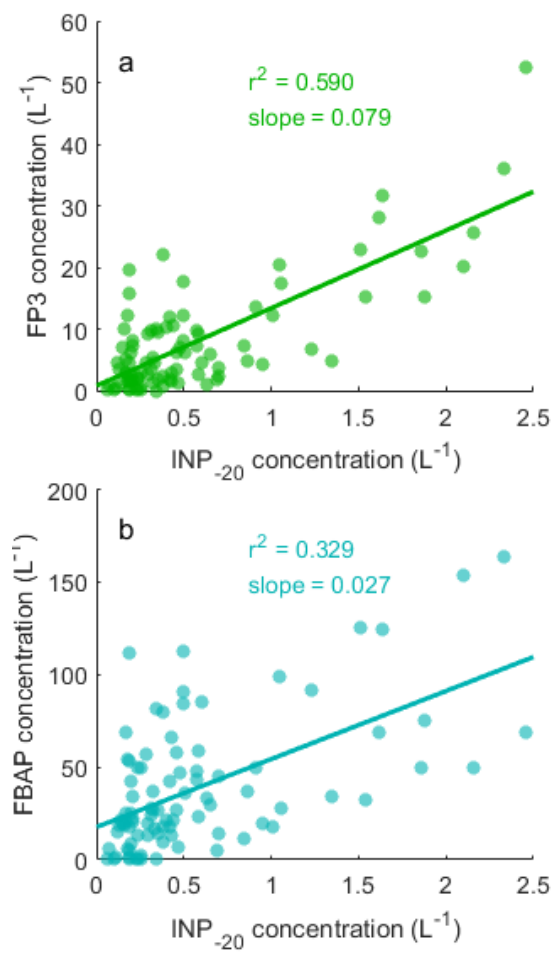 60
50
40
30
20
10
0
FP3 concentration (L⁻¹)
a
r² = 0.590
slope = 0.079
0 0.5 1 1.5 2 2.5
INP₋₂₀ concentration (L⁻¹)
200
150
100
50
0
FBAP concentration (L⁻¹)
b
r² = 0.329
slope = 0.027
0 0.5 1 1.5 2 2.5
INP₋₂₀ concentration (L⁻¹)